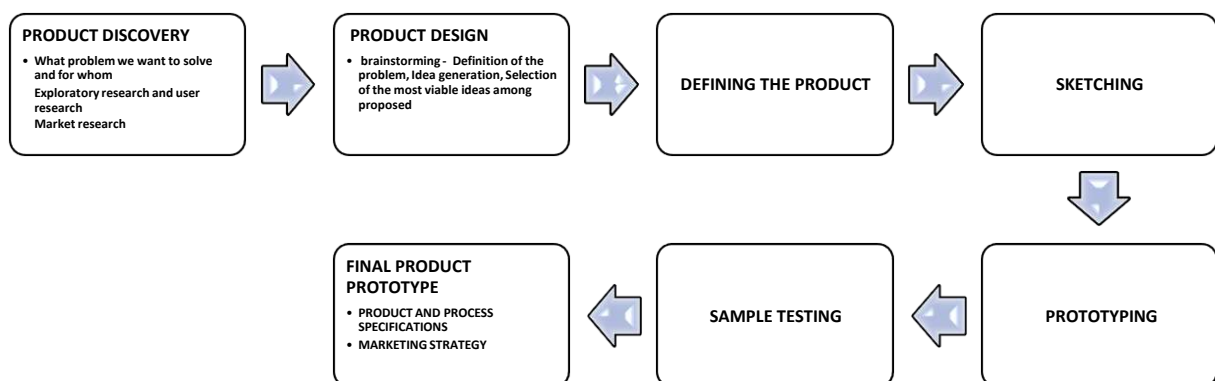 PRODUCT DISCOVERY
• What problem we want to solve
and for whom
Exploratory research and user
research
Market research
PRODUCT DESIGN
• brainstorming - Definition of the
problem, Idea generation, Selection
of the most viable ideas among
proposed
DEFINING THE PRODUCT
SKETCHING
PROTOTYPING
SAMPLE TESTING
FINAL PRODUCT
PROTOTYPE
• PRODUCT AND PROCESS
SPECIFICATIONS
• MARKETING STRATEGY